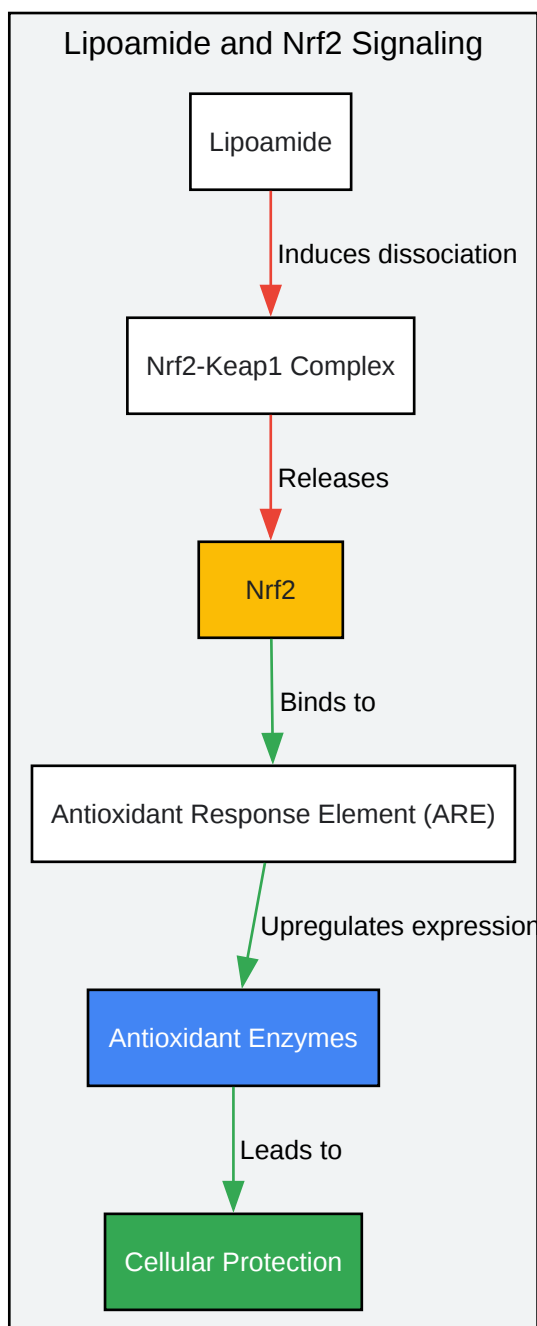 Lipoamide and Nrf2 Signaling
Lipoamide
Induces dissociation
Nrf2-Keap1 Complex
Releases
Nrf2
Binds to
Antioxidant Response Element (ARE)
Upregulates expression
Antioxidant Enzymes
Leads to
Cellular Protection